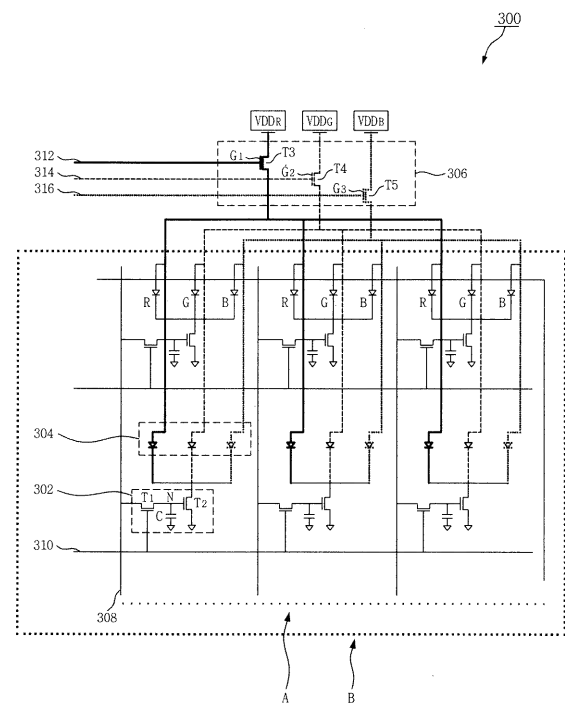 300
VDDR VDDG VDDB
312 G1 T3
314 G2 T4 306
316 G3 T5
R G B R G B R G B
304
302 T1 N T2
C
310
308
A B